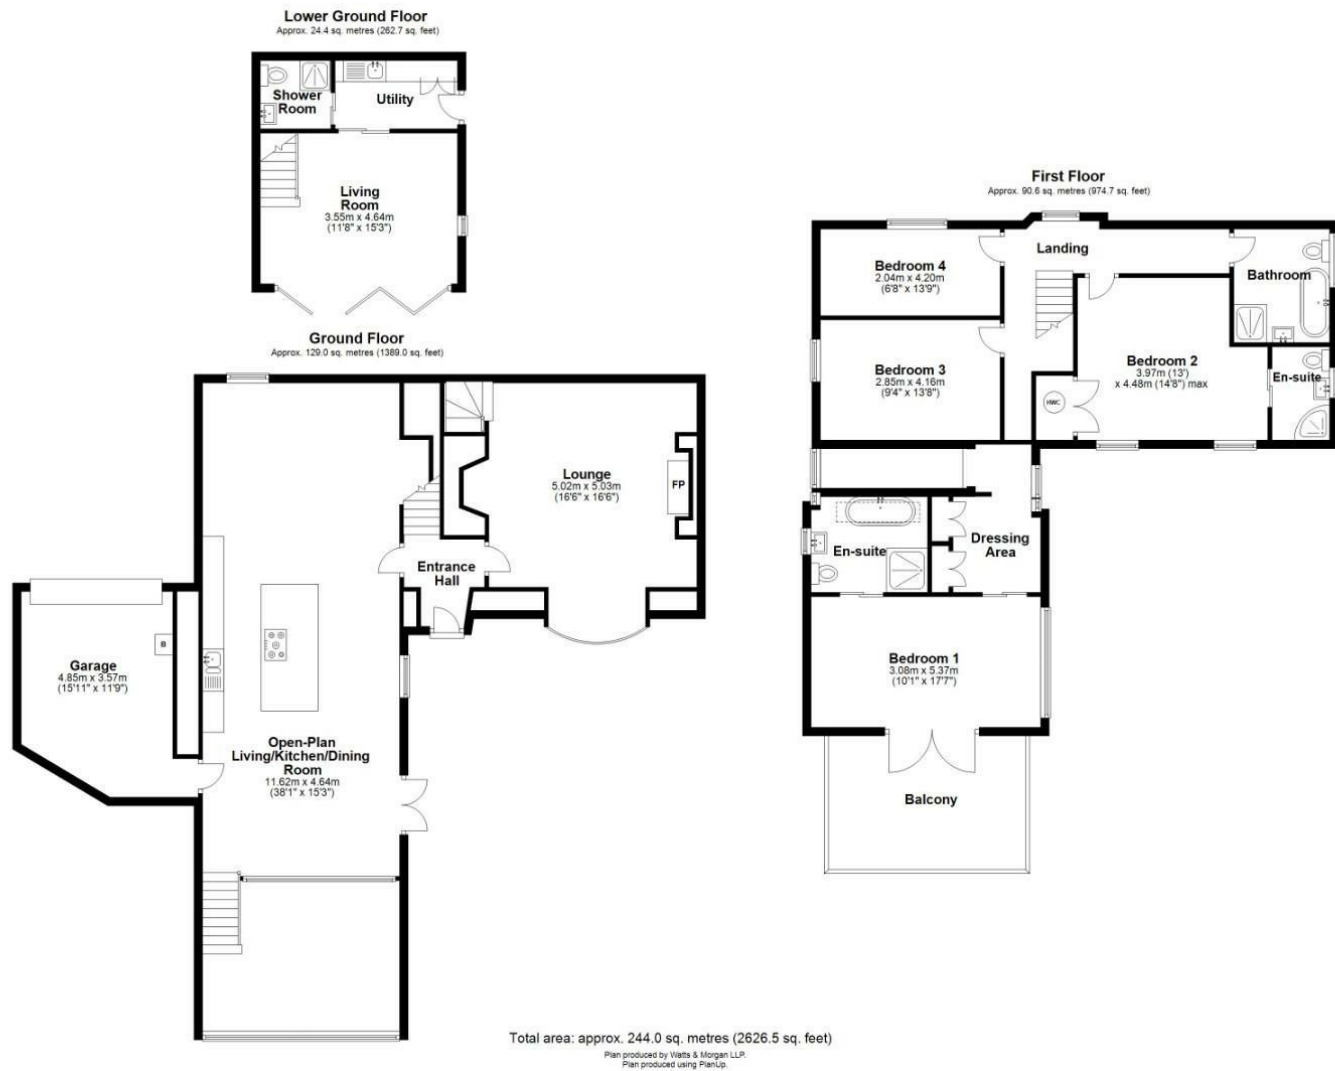 Lower Ground Floor
Approx. 24.4 sq. metres (262.7 sq. feet)
Shower
Room
Utility
Living
Room
3.55m x 4.64m
(11'8" x 15'3")
Ground Floor
Approx. 129.0 sq. metres (1389.0 sq. feet)
Lounge
5.02m x 5.03m
(16'6" x 16'6")
FP
Entrance
Hall
B
Garage
4.85m x 3.57m
(15'11" x 11'9")
Open-Plan
Living/Kitchen/Dining
Room
11.62m x 4.64m
(38'1" x 15'3")
First Floor
Approx. 90.6 sq. metres (974.7 sq. feet)
Landing
Bedroom 4
2.04m x 4.20m
(6'8" x 13'9")
Bathroom
Bedroom 3
2.85m x 4.16m
(9'4" x 13'8")
Bedroom 2
3.97m (13')
x 4.48m (14'8") max
En-suite
HWC
En-suite
Dressing
Area
Bedroom 1
3.08m x 5.37m
(10'1" x 17'7")
Balcony
Total area: approx. 244.0 sq. metres (2626.5 sq. feet)
Plan produced by Watts & Morgan LLP.
Plan produced using PlanUp.